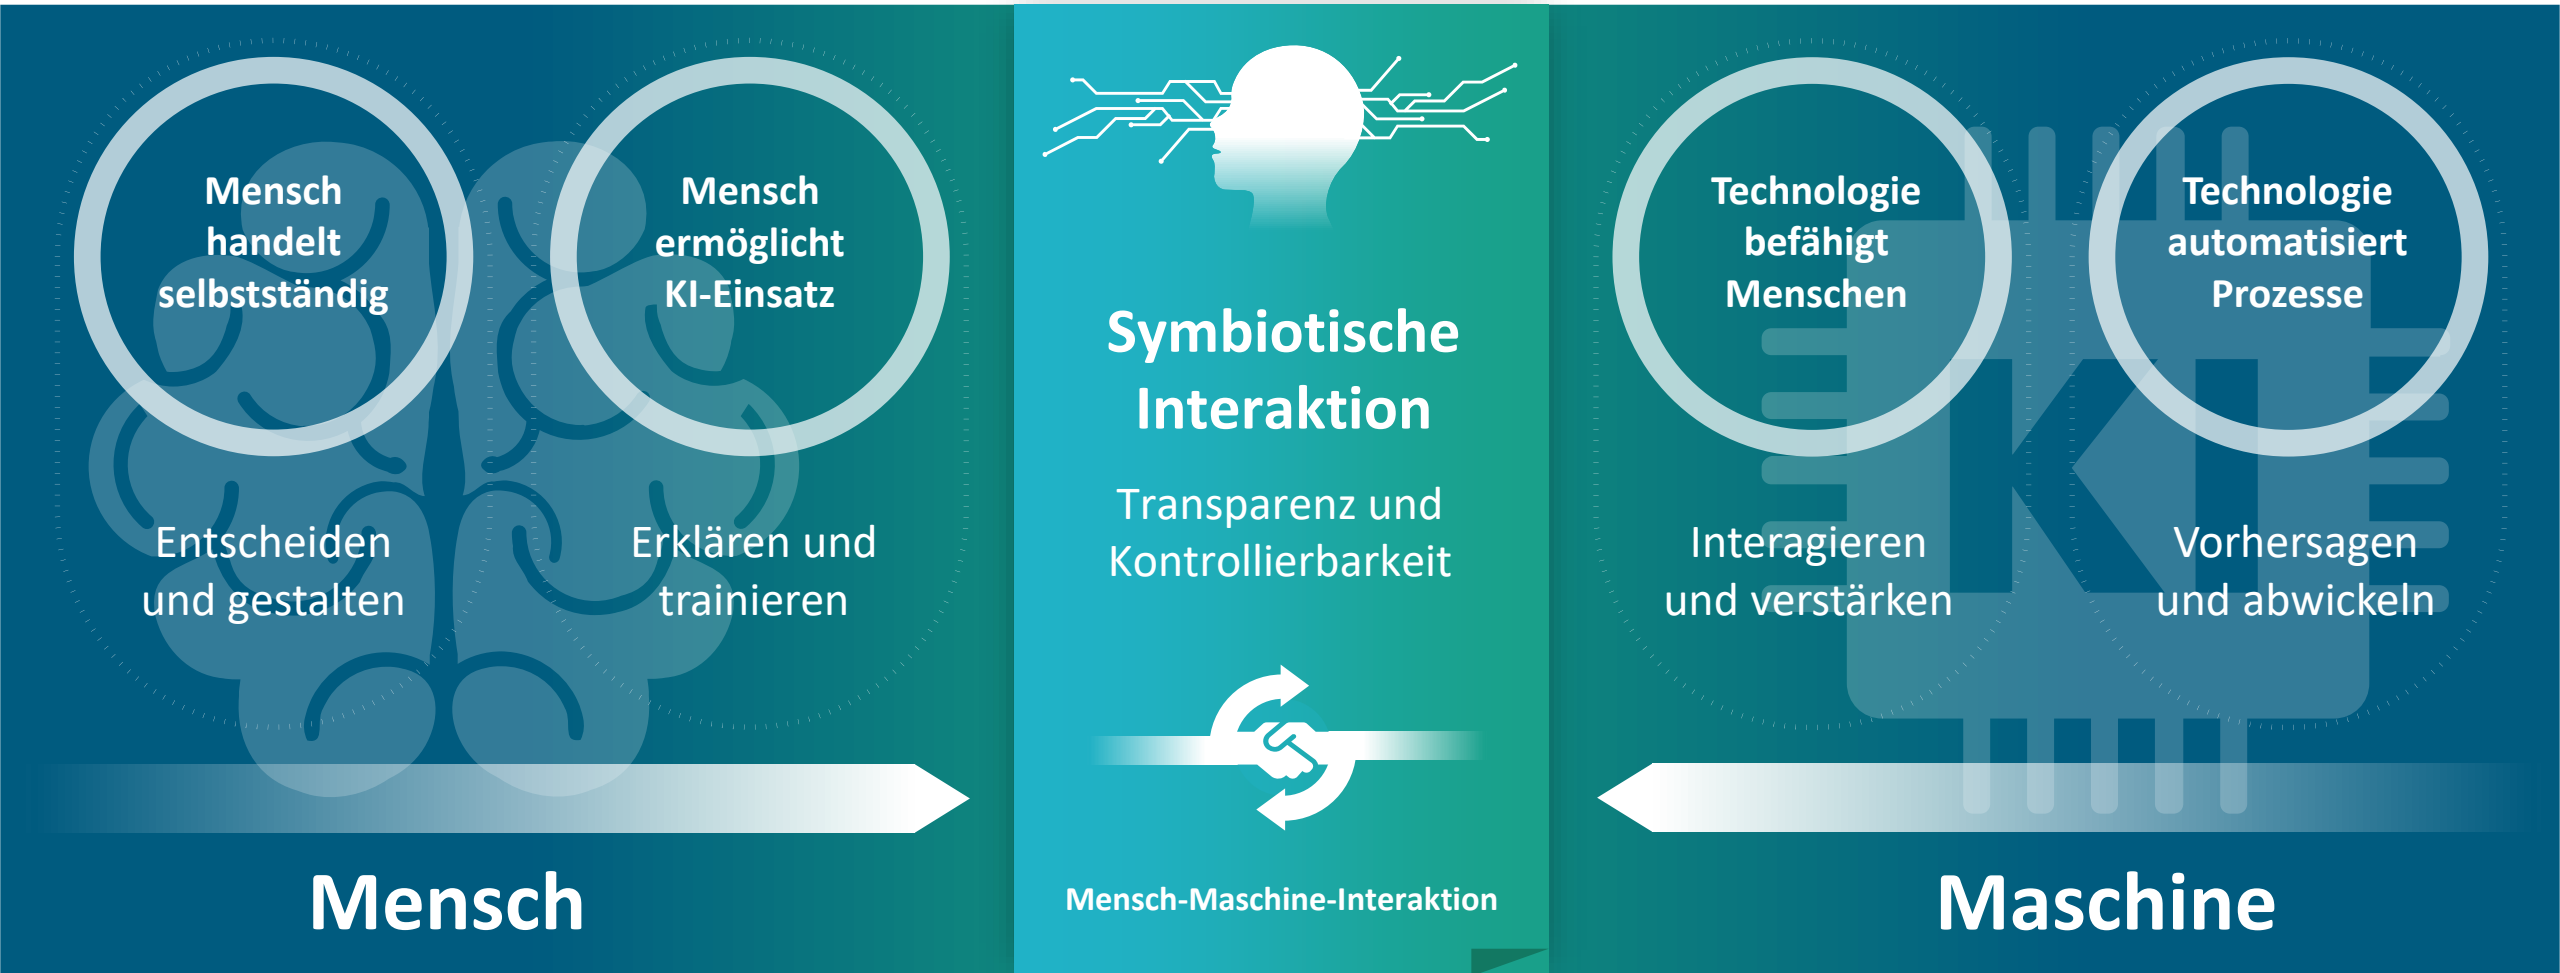 Mensch
handelt
selbstständig
Entscheiden
und gestalten
Mensch
ermöglicht
KI-Einsatz
Erklären und
trainieren
Mensch
Symbiotische
Interaktion
Transparenz und
Kontrollierbarkeit
Mensch-Maschine-Interaktion
Technologie
befähigt
Menschen
Interagieren
und verstärken
Technologie
automatisiert
Prozesse
Vorhersagen
und abwickeln
KI
Maschine